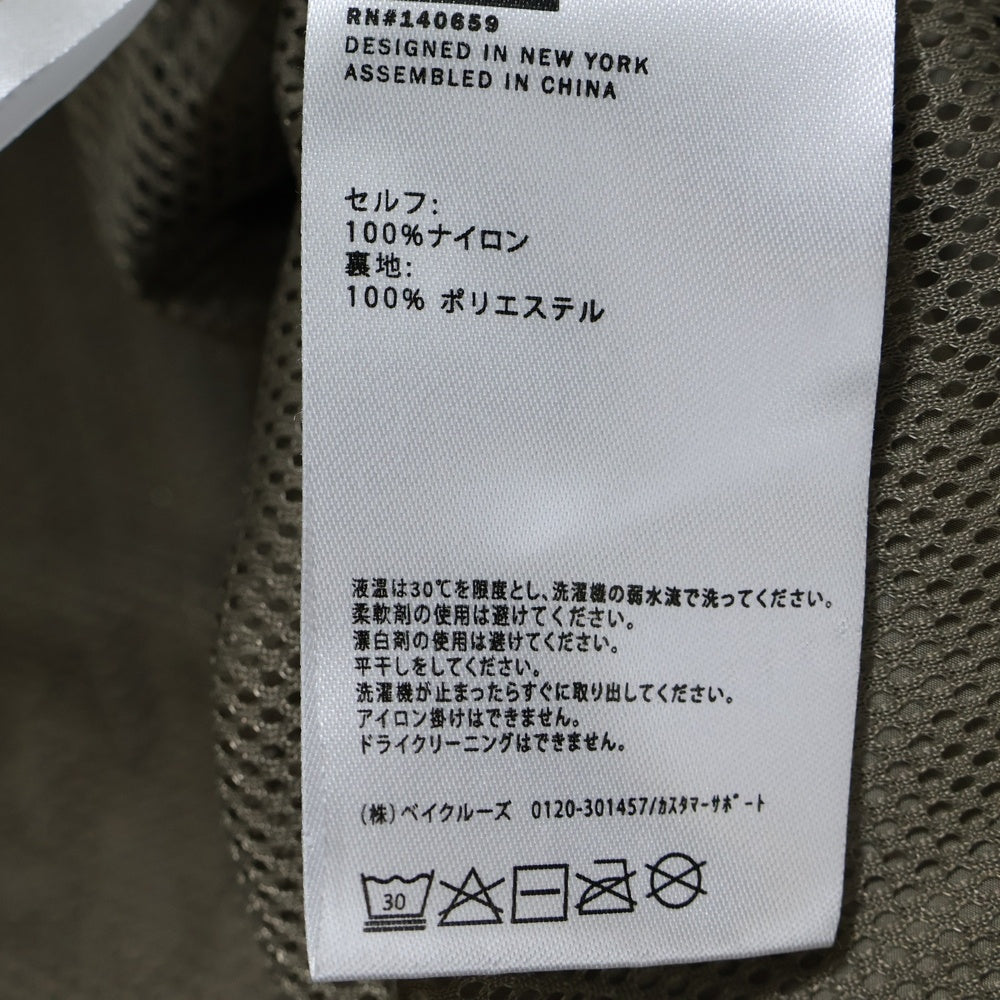 RN#140659
DESIGNED IN NEW YORK
ASSEMBLED IN CHINA
セルフ:
100%ナイロン
裏地:
100% ポリエステル
液温は30℃を限度とし、洗濯機の弱水流で洗ってください。
柔軟剤の使用は避けてください。
漂白剤の使用は避けてください。
平干しをしてください。
洗濯機が止まったらすぐに取り出してください。
アイロン掛けはできません。
ドライクリーニングはできません。
(株)ベイクルーズ 0120-301457/ｶｽﾀﾏｰｻﾎﾟｰﾄ
30